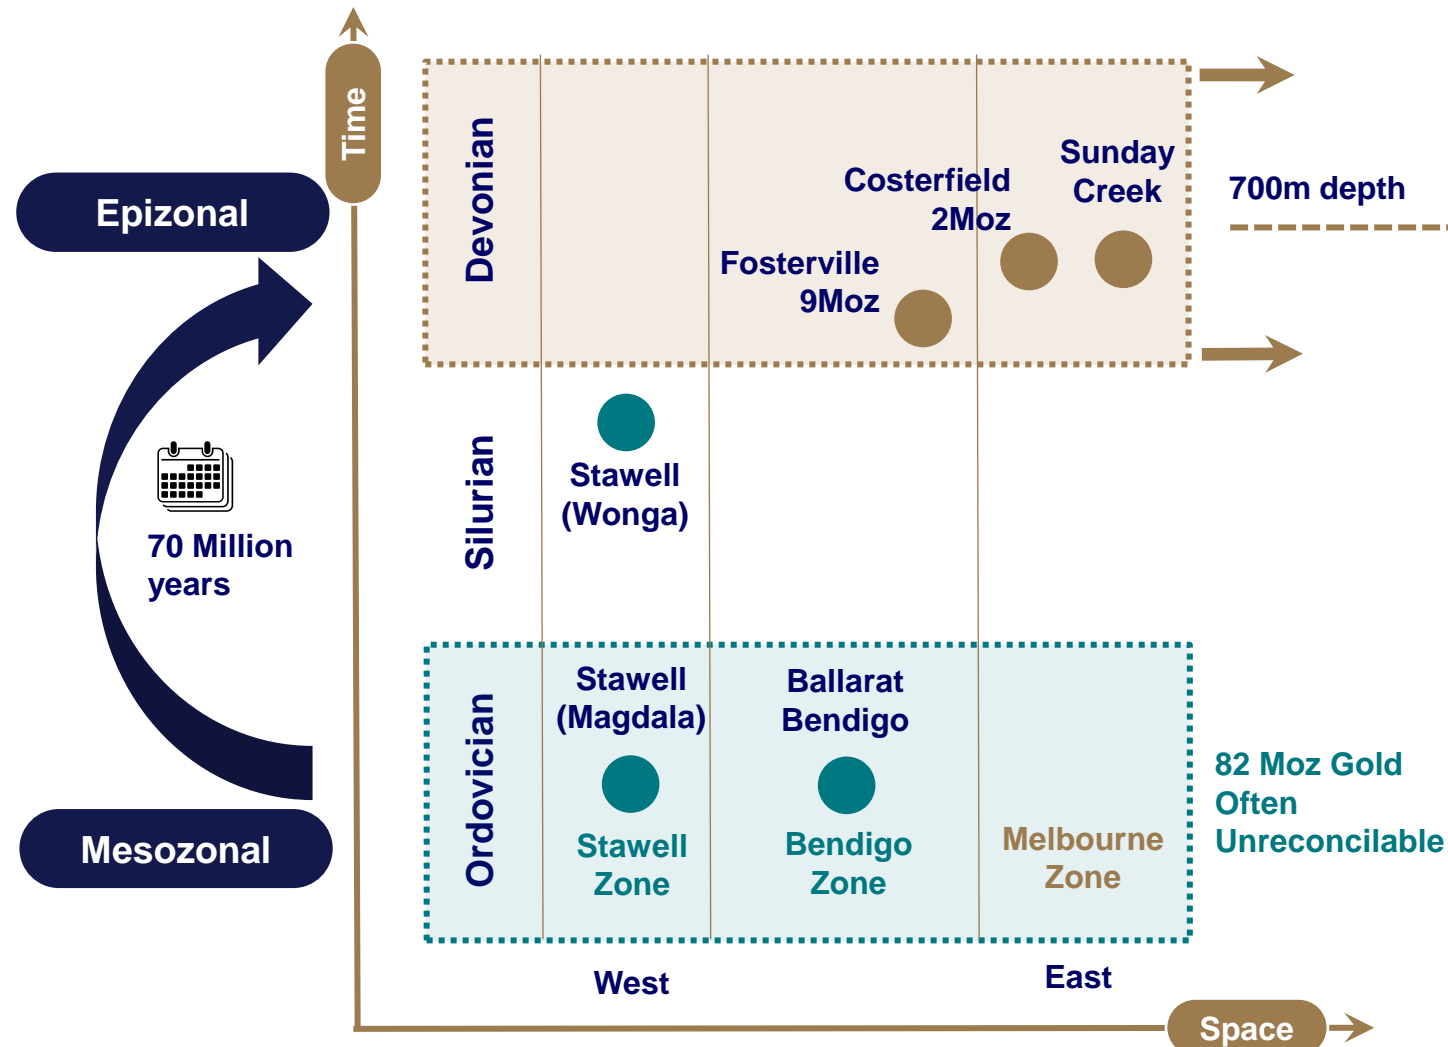 Time
Epizonal
Devonian
Sunday
Creek
Costerfield
2Moz
Fosterville
9Moz
700m depth
Silurian
Stawell
(Wonga)
70 Million
years
Mesozonal
Ordovician
Stawell
(Magdala)
Ballarat
Bendigo
Stawell
Zone
Bendigo
Zone
Melbourne
Zone
82 Moz Gold
Often
Unreconcilable
West
East
Space